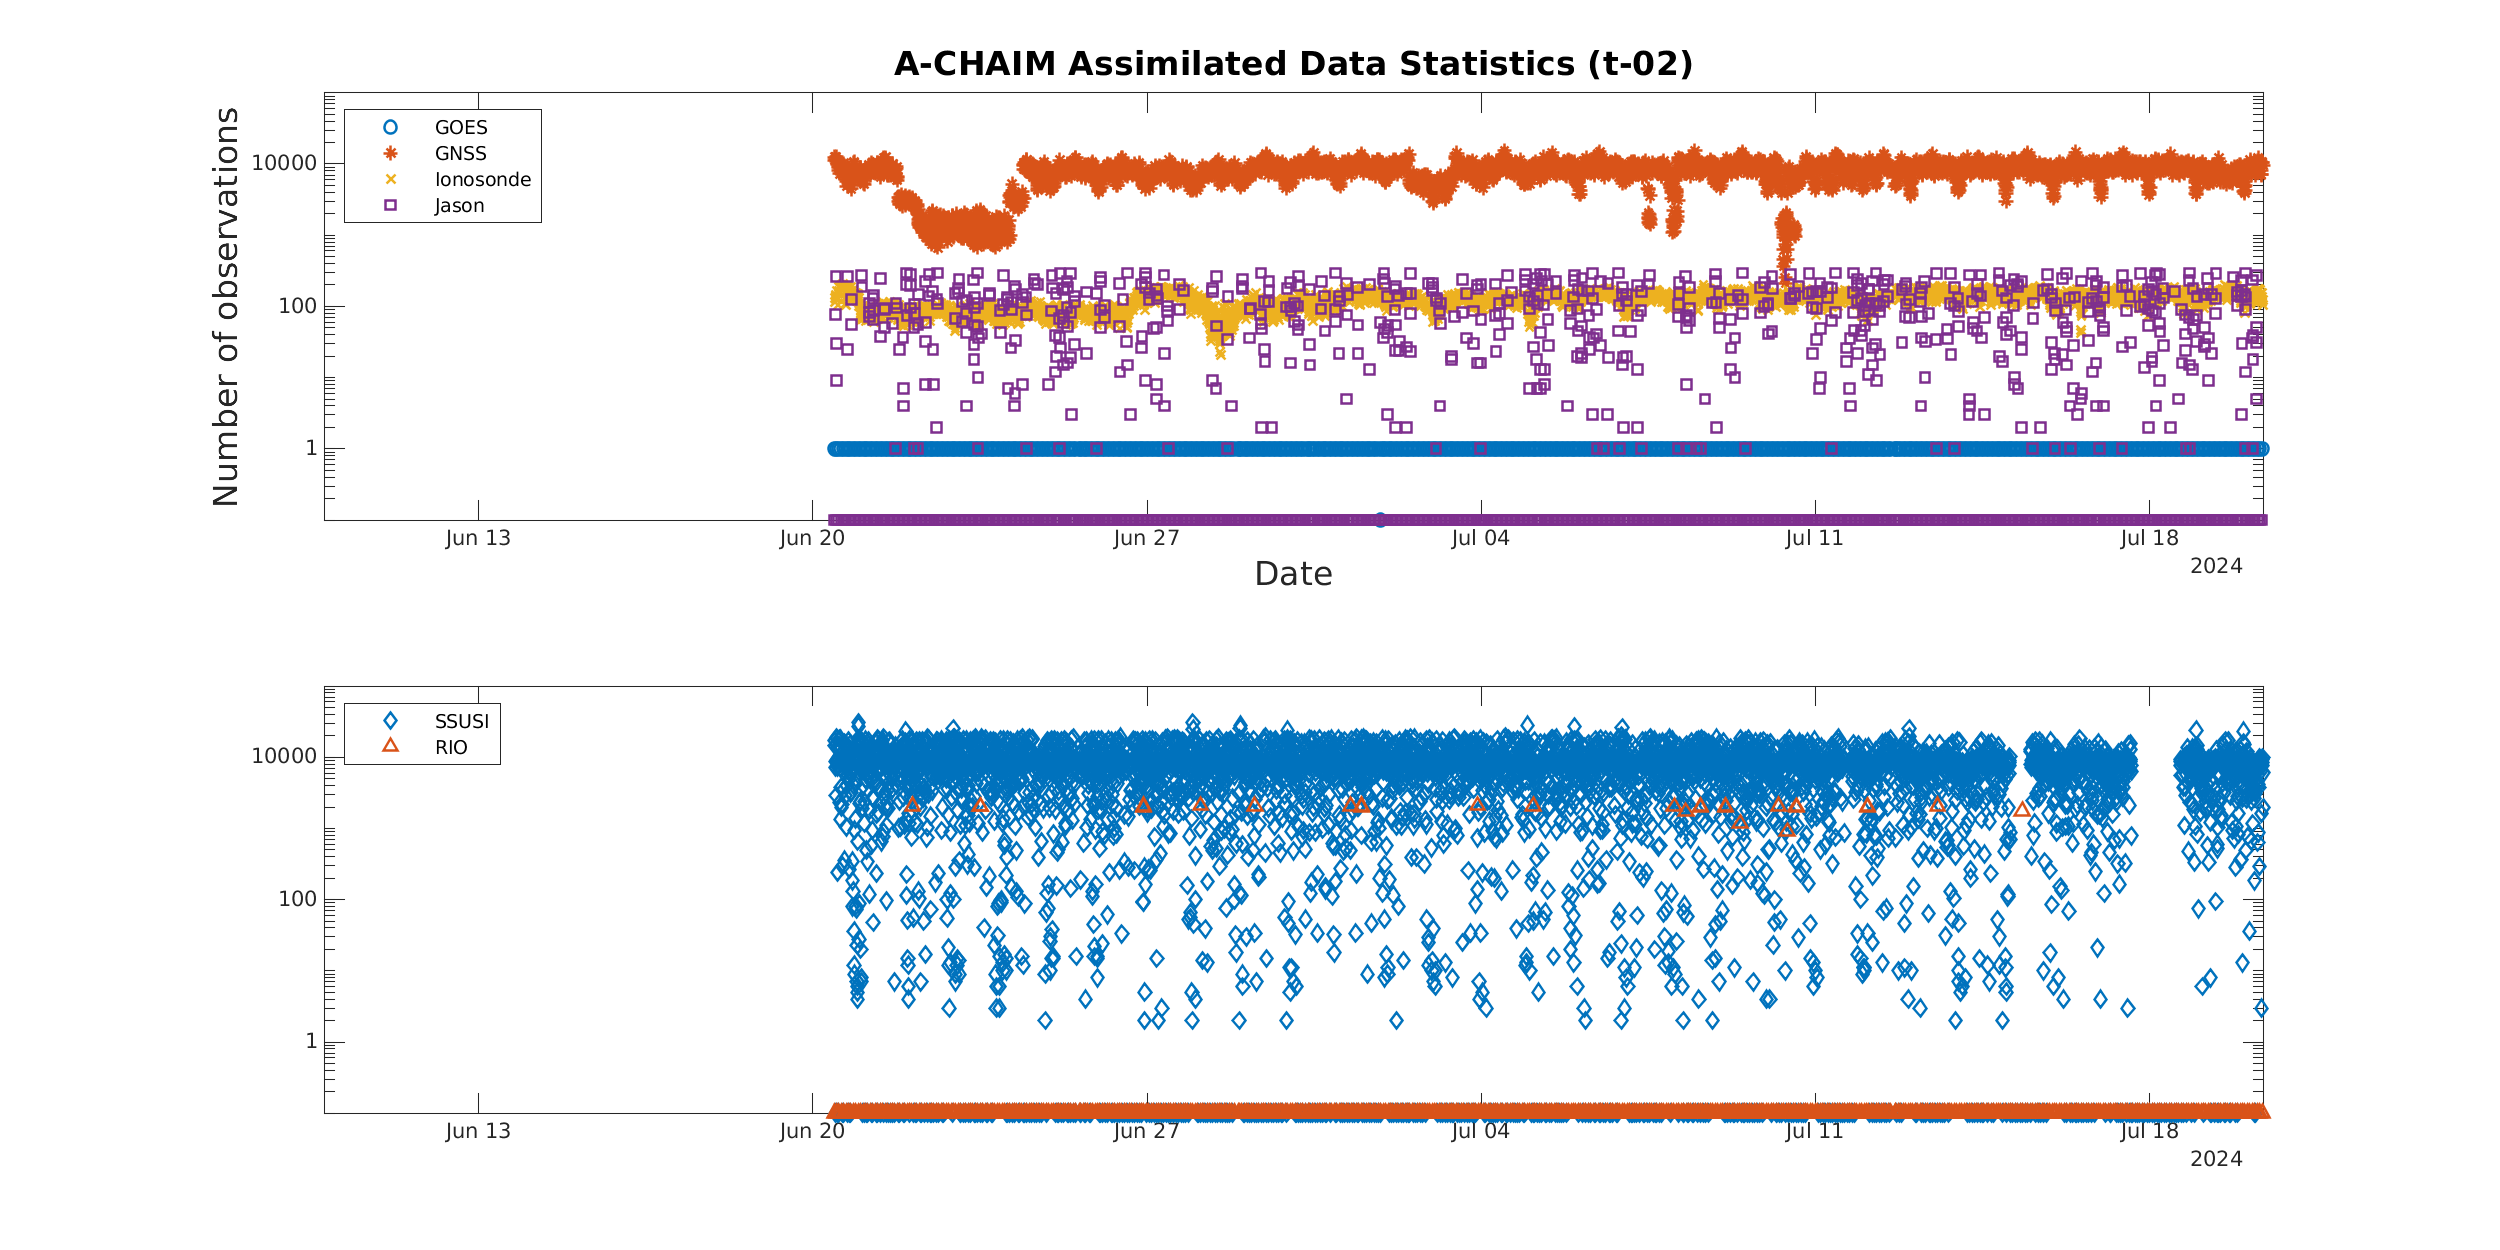 A-CHAIM Assimilated Data Statistics (t-02)
Number of observations
10000
100
1
GOES
GNSS
Ionosonde
Jason
Jun 13
Jun 20
Jun 27
Jul 04
Jul 11
Jul 18
2024
Date
10000
100
1
SSUSI
RIO
Jun 13
Jun 20
Jun 27
Jul 04
Jul 11
Jul 18
2024